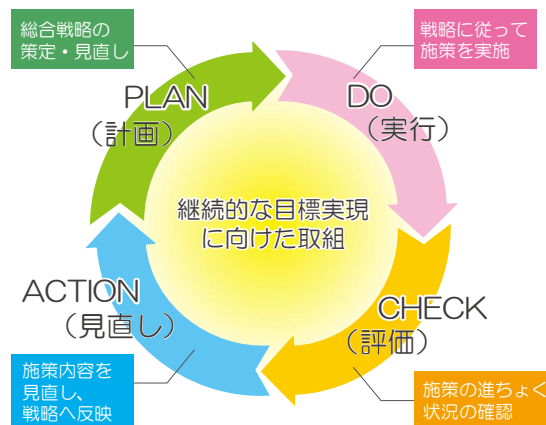 総合戦略の
策定・見直し
戦略に従って
施策を実施
PLAN
（計画）
DO
（実行）
継続的な目標実現
に向けた取組
ACTION
（見直し）
CHECK
（評価）
施策内容を
見直し、
戦略へ反映
施策の進ちょく
状況の確認